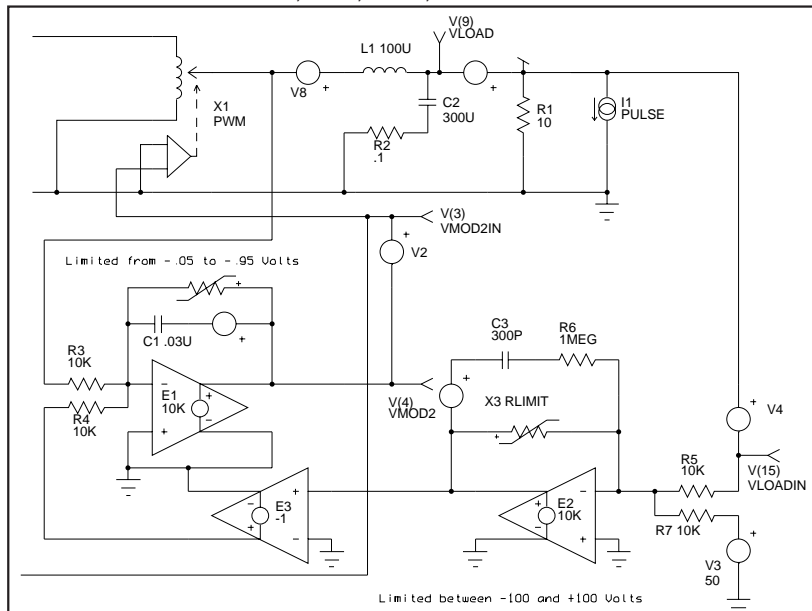 V(9)
VLOAD
L1 100U
V8
+
+
C2
300U
X1
PWM
R2
.1
R1
10
I1
PULSE
V(3)
VMOD2IN
+
V2
Limited from -.05 to -.95 Volts
+
C1 .03U
+
R3
10K
R4
10K
E1
10K
−
+
+
−
V(4)
VMOD2
C3
300P
R6
1MEG
+
X3 RLIMIT
+
+
V4
V(15)
VLOADIN
R5
10K
R7 10K
+
V3
50
E3
-1
+
−
+
−
E2
10K
+
−
−
+
Limited between -100 and +100 Volts